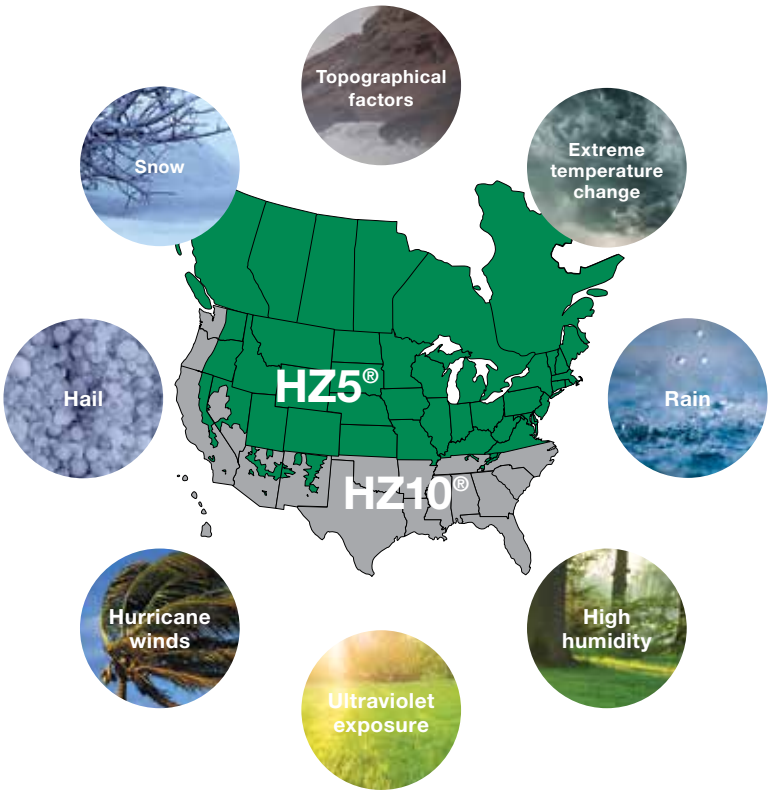 Topographical
factors
Snow
Extreme
temperature
change
HZ5®
Hail
Rain
HZ10®
Hurricane
winds
High
humidity
Ultraviolet
exposure